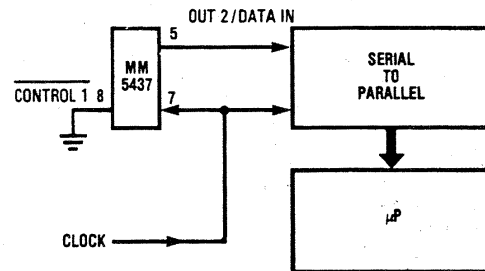 OUT 2/DATA IN
5
MM
5437
SERIAL
TO
PARALLEL
CONTROL 1 8
7
μP
CLOCK